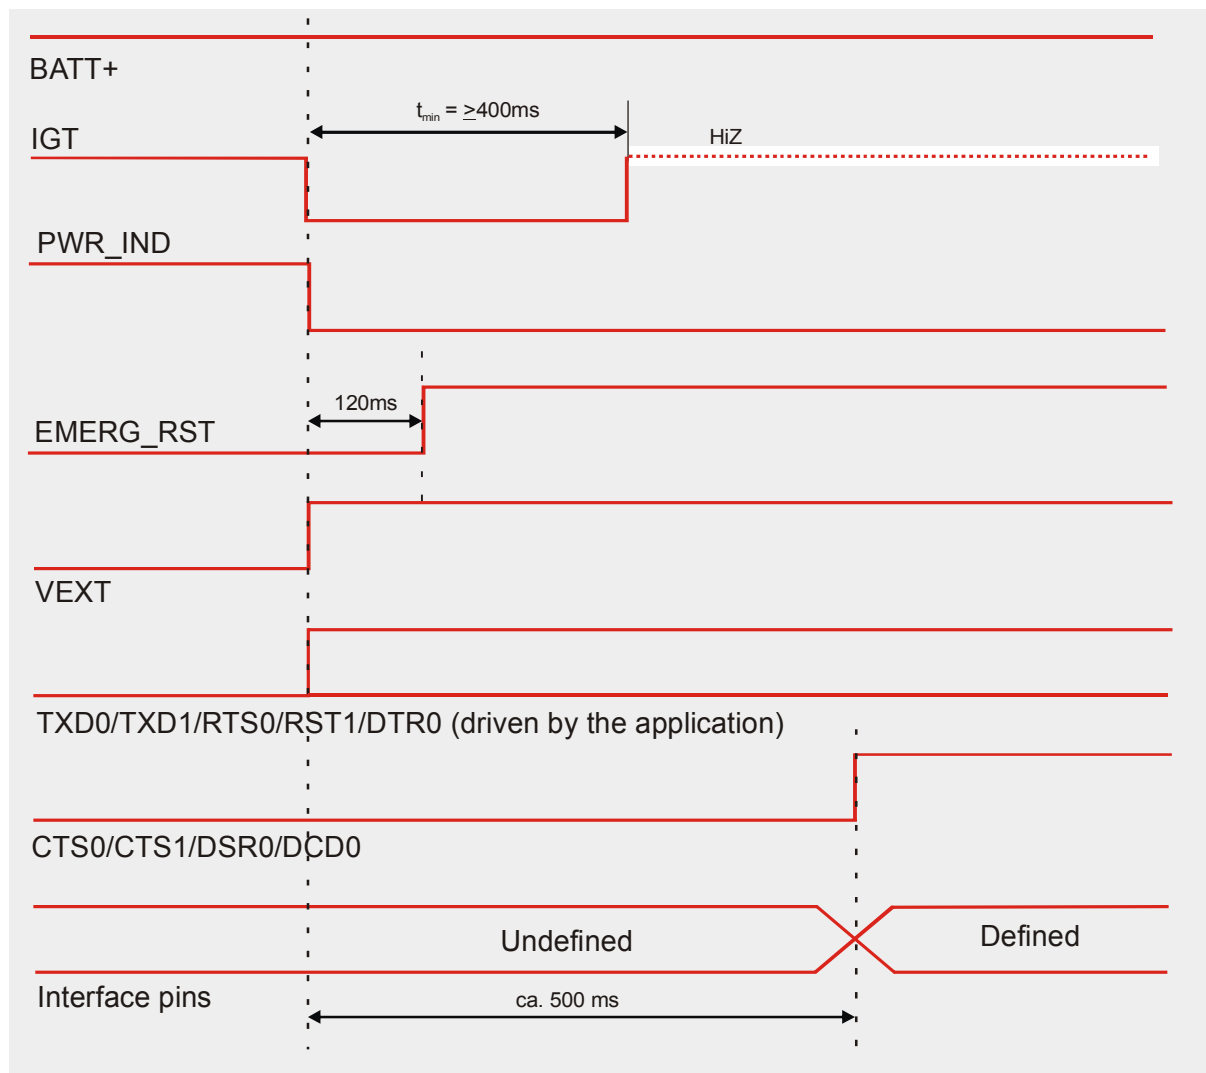 BATT+
tmin = ≥400ms
IGT
HiZ
PWR_IND
120ms
EMERG_RST
VEXT
TXD0/TXD1/RTS0/RST1/DTR0 (driven by the application)
CTS0/CTS1/DSR0/DCD0
Undefined
Defined
Interface pins
ca. 500 ms